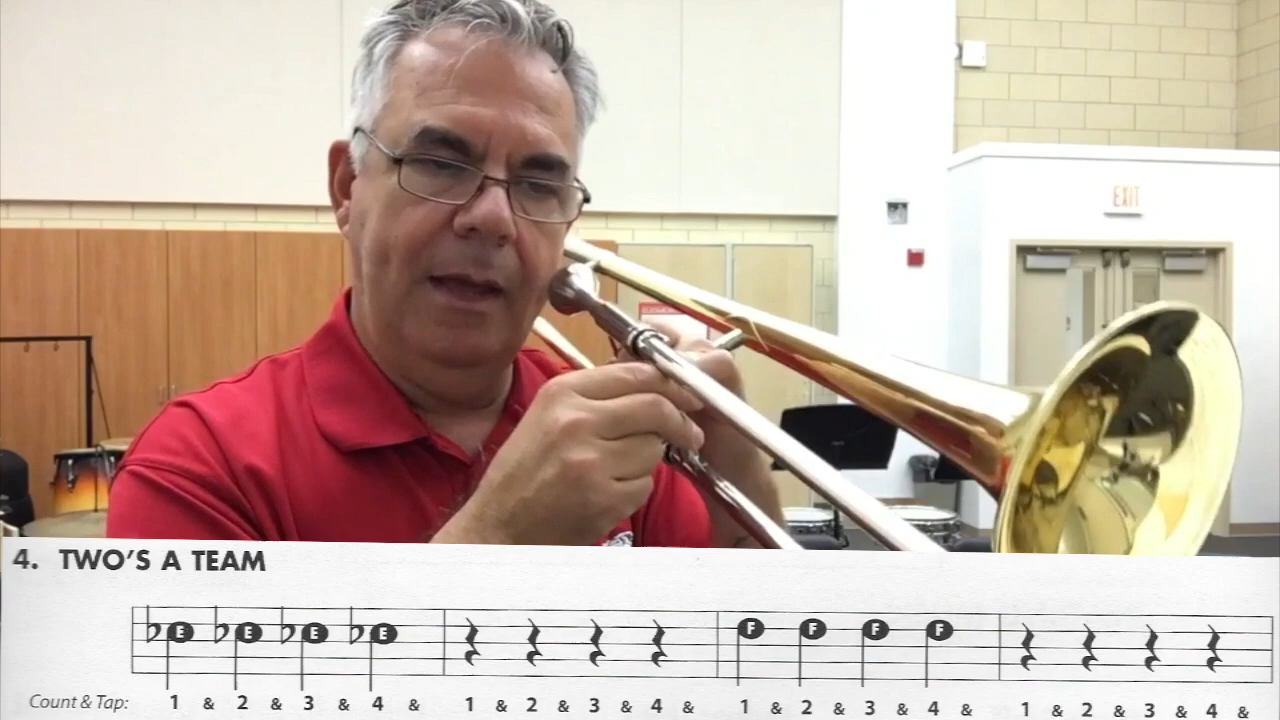 EXIT
4. TWO'S A TEAM
E E E E F F F F
Count & Tap: 1 & 2 & 3 & 4 & 1 & 2 & 3 & 4 & 1 & 2 & 3 & 4 & 1 & 2 & 3 & 4 &